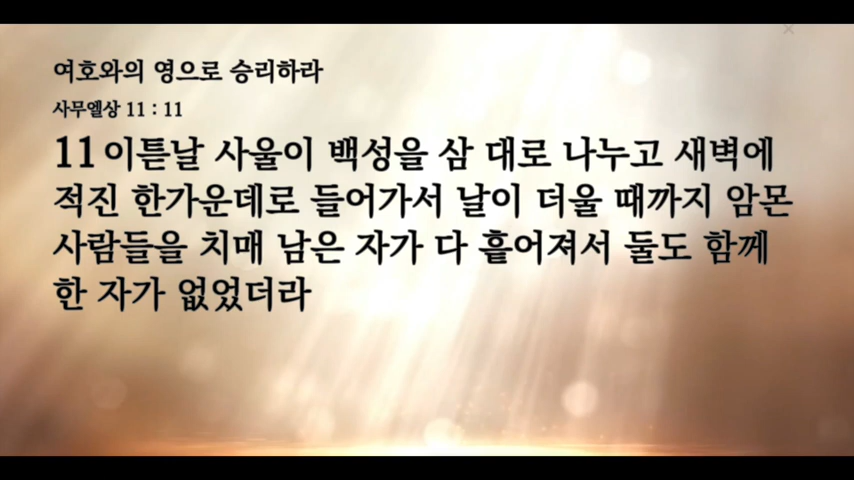 여호와의 영으로 승리하라
사무엘상 11 : 11
11 이튿날 사울이 백성을 삼 대로 나누고 새벽에
적진 한가운데로 들어가서 날이 더울 때까지 암몬
사람들을 치매 남은 자가 다 흩어져서 둘도 함께
한 자가 없었더라